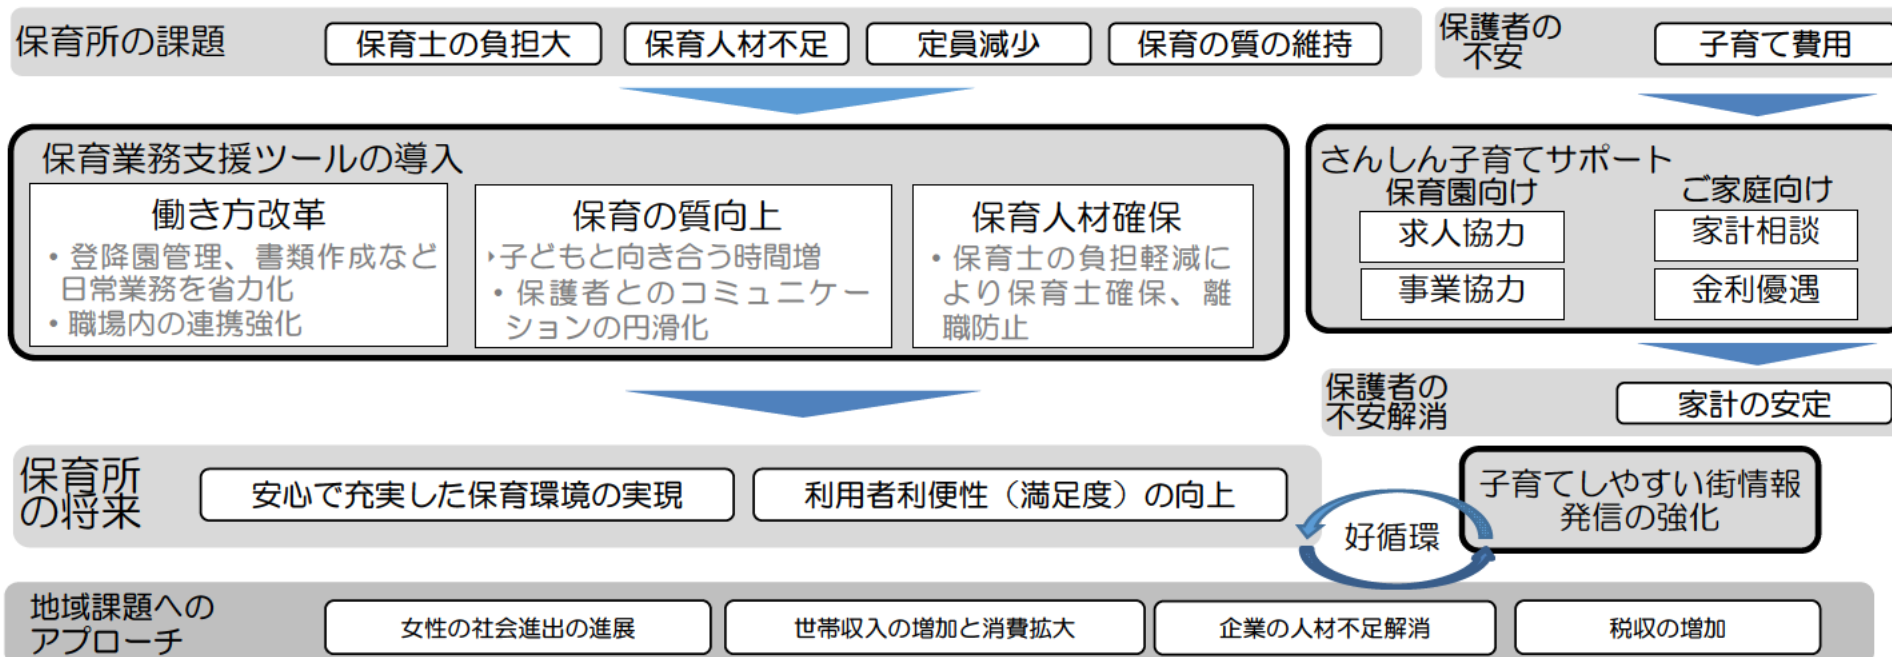 保育所の課題
保育士の負担大
保育人材不足
定員減少
保育の質の維持
保護者の
不安
子育て費用
保育業務支援ツールの導入
働き方改革
・登降園管理、書類作成など
日常業務を省力化
・職場内の連携強化
保育の質向上
・子どもと向き合う時間増
・保護者とのコミュニケー
ションの円滑化
保育人材確保
・保育士の負担軽減に
より保育士確保、離
職防止
さんしん子育てサポート
保育園向け
求人協力
事業協力
ご家庭向け
家計相談
金利優遇
保護者の
不安解消
家計の安定
保育所
の将来
安心で充実した保育環境の実現
利用者利便性（満足度）の向上
好循環
子育てしやすい街情報
発信の強化
地域課題への
アプローチ
女性の社会進出の進展
世帯収入の増加と消費拡大
企業の人材不足解消
税収の増加